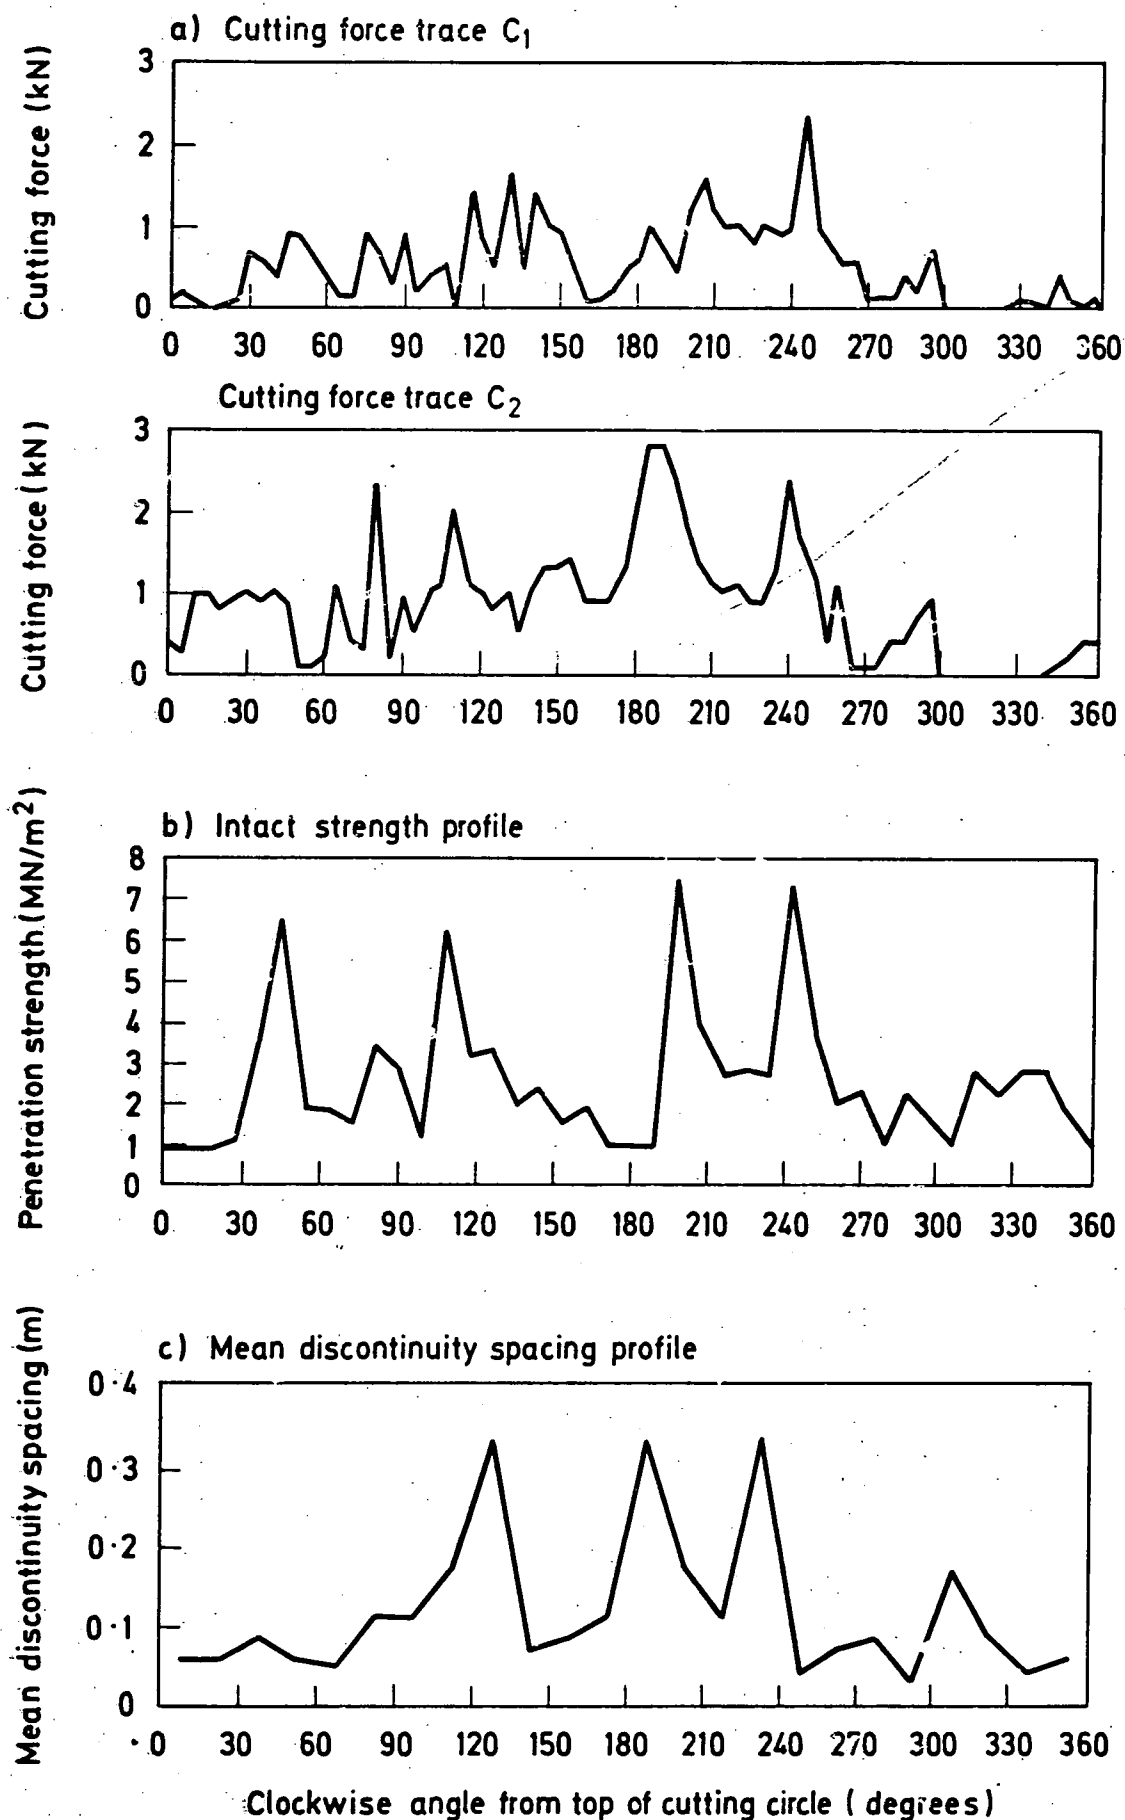 a) Cutting force trace C₁
Cutting force (kN)
3
2
1
0
0 30 60 90 120 150 180 210 240 270 300 330 360
Cutting force trace C₂
Cutting force (kN)
3
2
1
0
0 30 60 90 120 150 180 210 240 270 300 330 360
b) Intact strength profile
Penetration strength (MN/m²)
8
7
6
5
4
3
2
1
0
0 30 60 90 120 150 180 210 240 270 300 330 360
c) Mean discontinuity spacing profile
Mean discontinuity spacing (m)
0·4
0·3
0·2
0·1
0
0 30 60 90 120 150 180 210 240 270 300 330 360
Clockwise angle from top of cutting circle (degrees)